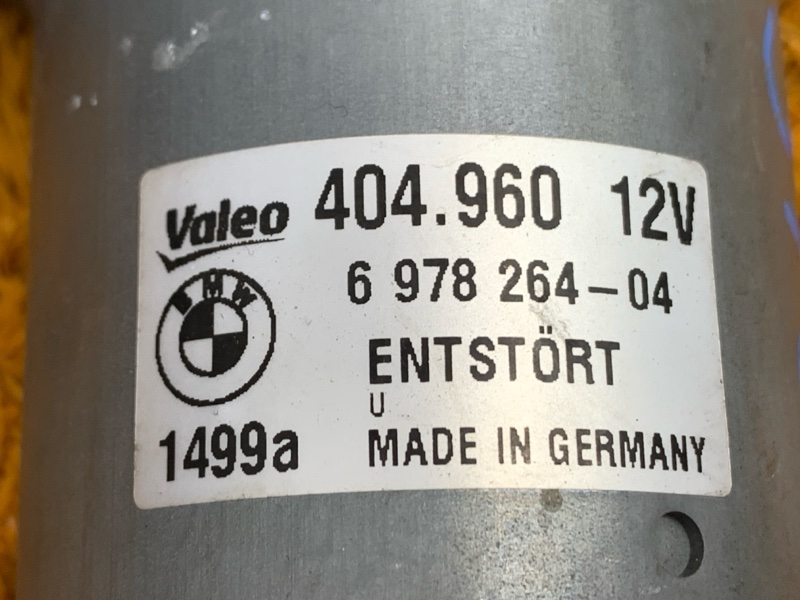 Valeo 404.960 12V
6 978 264-04
BMW
ENTSTÖRT
U
1499a MADE IN GERMANY